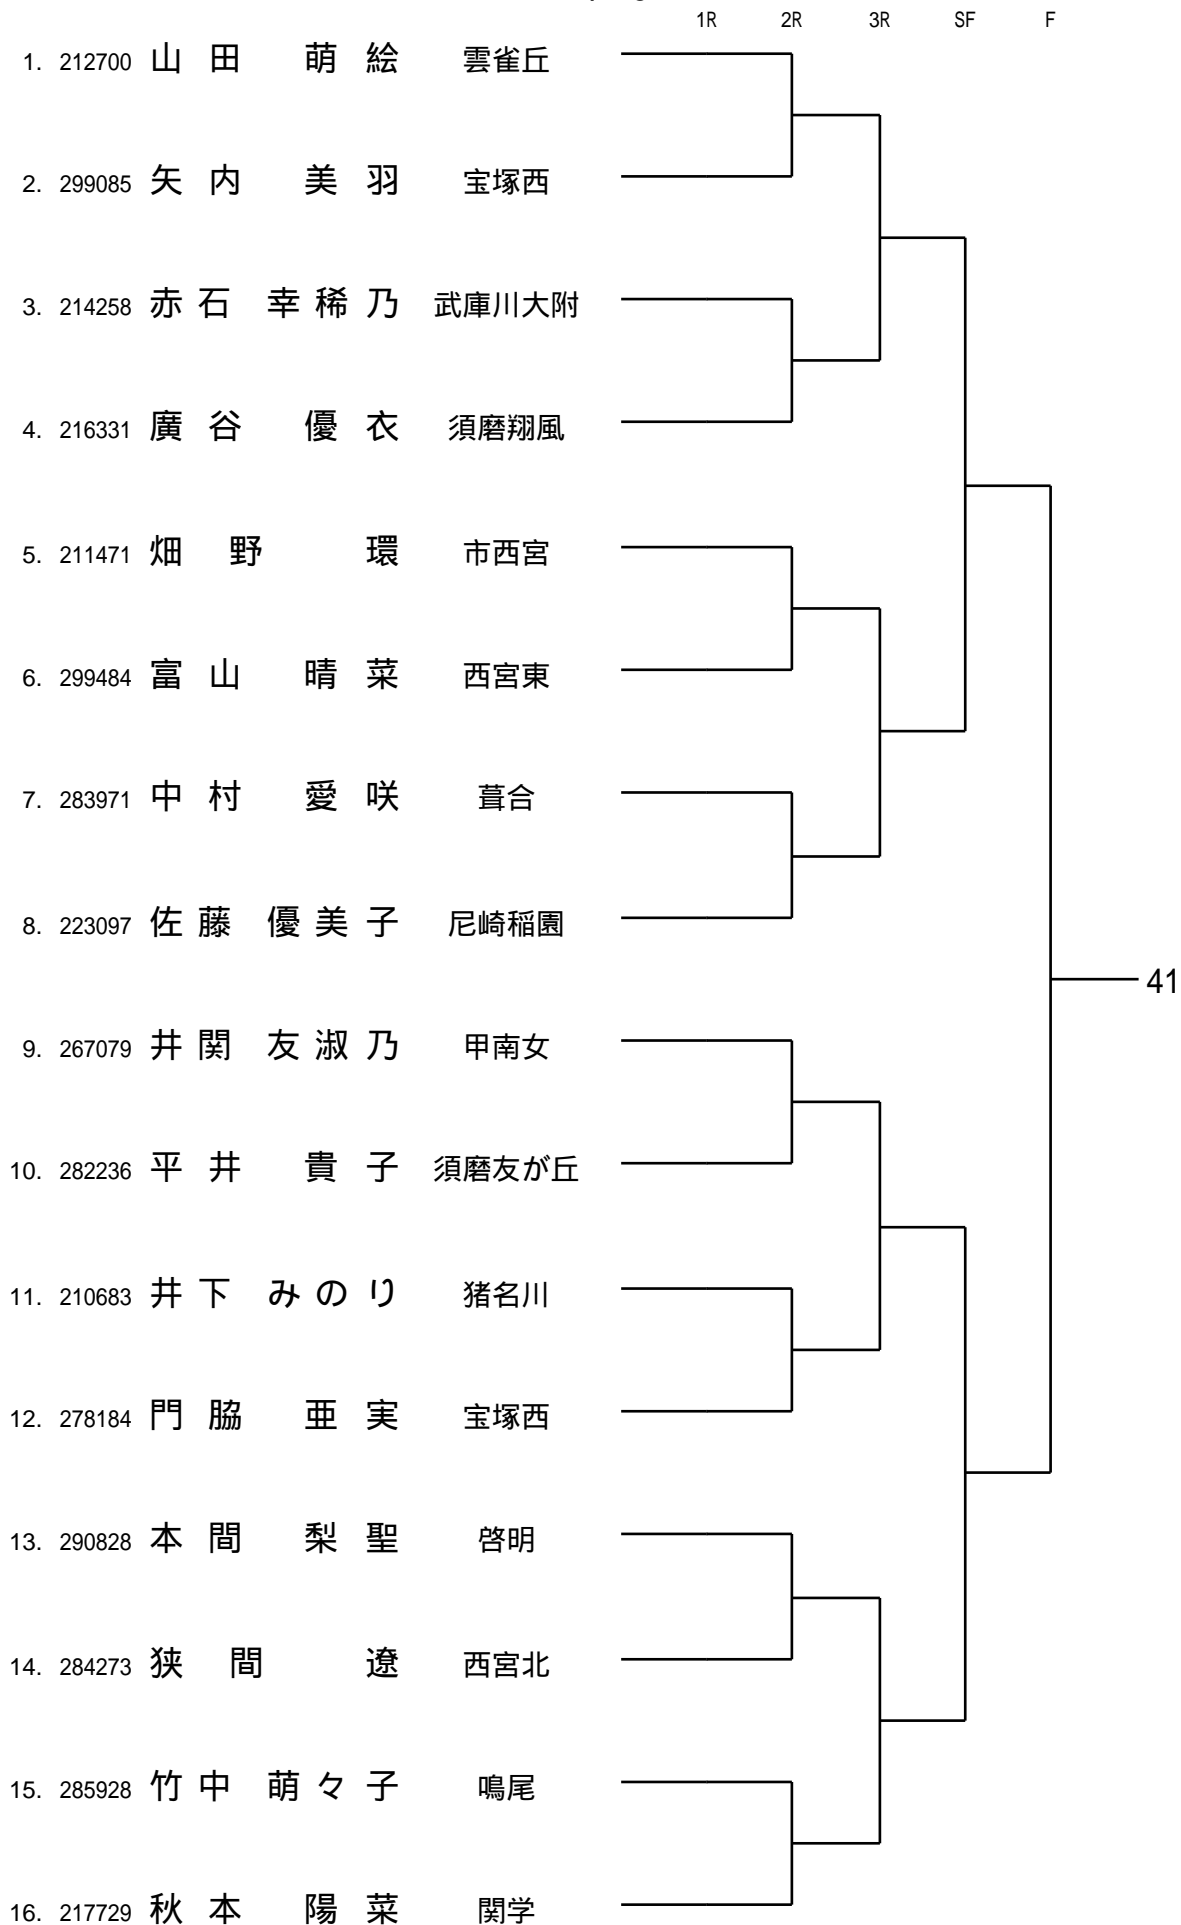 1R 2R 3R SF F
1. 212700 山田 萌絵 雲雀丘
2. 299085 矢内 美羽 宝塚西
3. 214258 赤石 幸稀乃 武庫川大附
4. 216331 廣谷 優衣 須磨翔風
5. 211471 畑野 環 市西宮
6. 299484 富山 晴菜 西宮東
7. 283971 中村 愛咲 葺合
8. 223097 佐藤 優美子 尼崎稲園
41
9. 267079 井関 友淑乃 甲南女
10. 282236 平井 貴子 須磨友が丘
11. 210683 井下 みのり 猪名川
12. 278184 門脇 亜実 宝塚西
13. 290828 本間 梨聖 啓明
14. 284273 狭間 遼 西宮北
15. 285928 竹中 萌々子 鳴尾
16. 217729 秋本 陽菜 関学